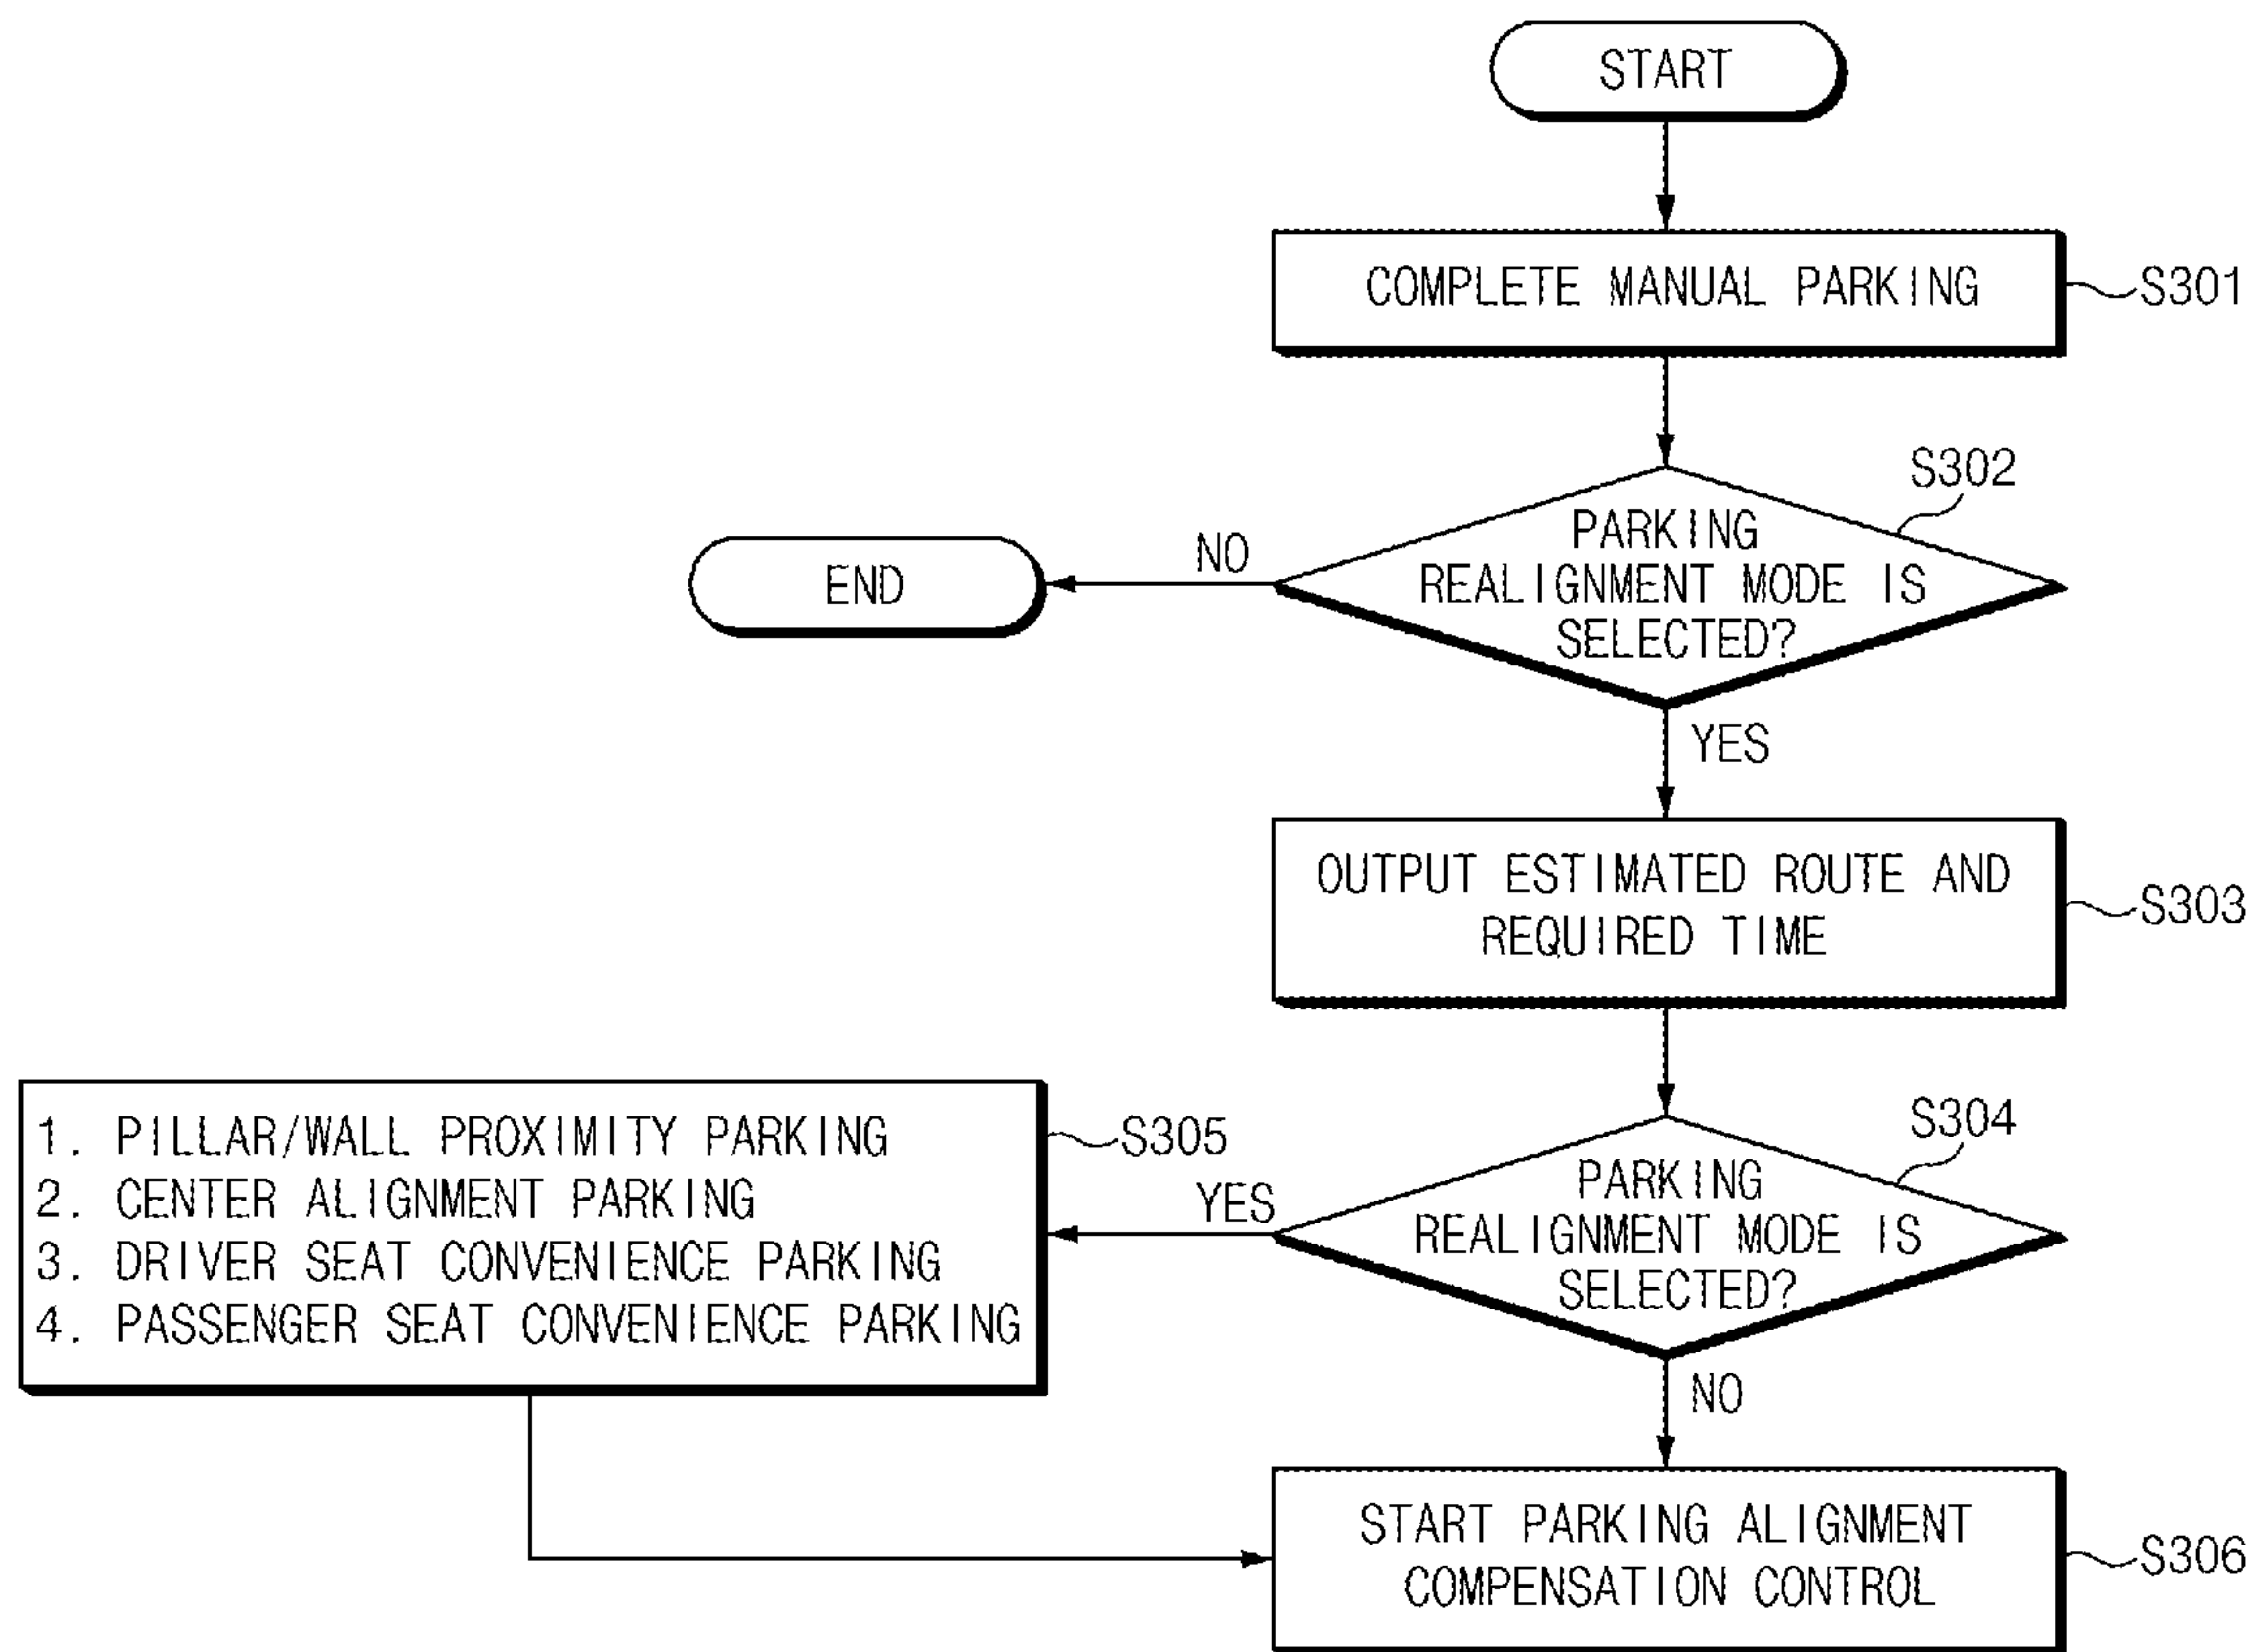 START
COMPLETE MANUAL PARKING
S301
S302
PARKING
REALIGNMENT MODE IS
SELECTED?
NO
END
YES
OUTPUT ESTIMATED ROUTE AND
REQUIRED TIME
S303
S304
PARKING
REALIGNMENT MODE IS
SELECTED?
YES
1. PILLAR/WALL PROXIMITY PARKING
2. CENTER ALIGNMENT PARKING
3. DRIVER SEAT CONVENIENCE PARKING
4. PASSENGER SEAT CONVENIENCE PARKING
S305
NO
START PARKING ALIGNMENT
COMPENSATION CONTROL
S306